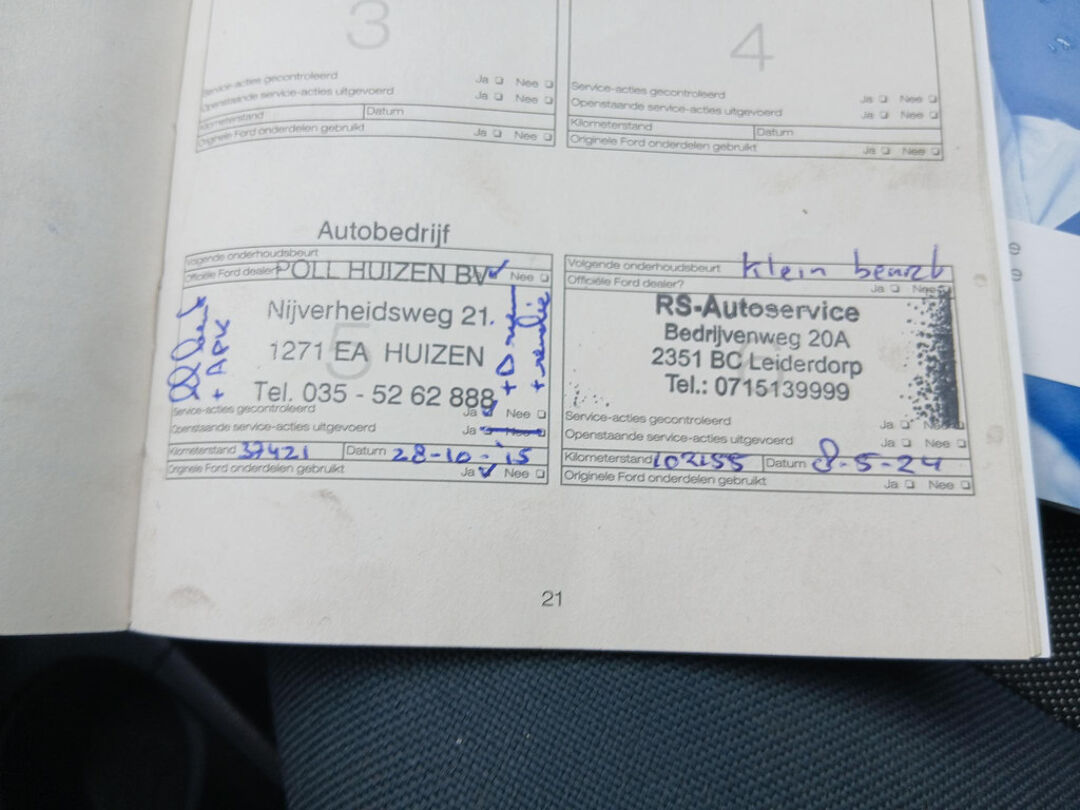 3
Service-acties gecontroleerd Ja Nee
Openstaande service-acties uitgevoerd Ja Nee
Kilometerstand Datum
Originele Ford onderdelen gebruikt Ja Nee
4
Service-acties gecontroleerd Ja Nee
Openstaande service-acties uitgevoerd Ja Nee
Kilometerstand Datum
Originele Ford onderdelen gebruikt Ja Nee
Autobedrijf
Volgende onderhoudsbeurt
Officiële Ford dealer POLL HUIZEN BV Nee
Nijverheidsweg 21.
5
1271 EA HUIZEN
Tel. 035 - 52 62 888
+ APK
Service-acties gecontroleerd Ja Nee
Openstaande service-acties uitgevoerd Ja Nee
Kilometerstand 37421 Datum 28-10-'15
Originele Ford onderdelen gebruikt Ja Nee
Volgende onderhoudsbeurt Klein beurt
Officiële Ford dealer? Ja Nee
RS-Autoservice
Bedrijvenweg 20A
6
2351 BC Leiderdorp
Tel.: 0715139999
Service-acties gecontroleerd Ja Nee
Openstaande service-acties uitgevoerd Ja Nee
Kilometerstand 102155 Datum 8-5-24
Originele Ford onderdelen gebruikt Ja Nee
21